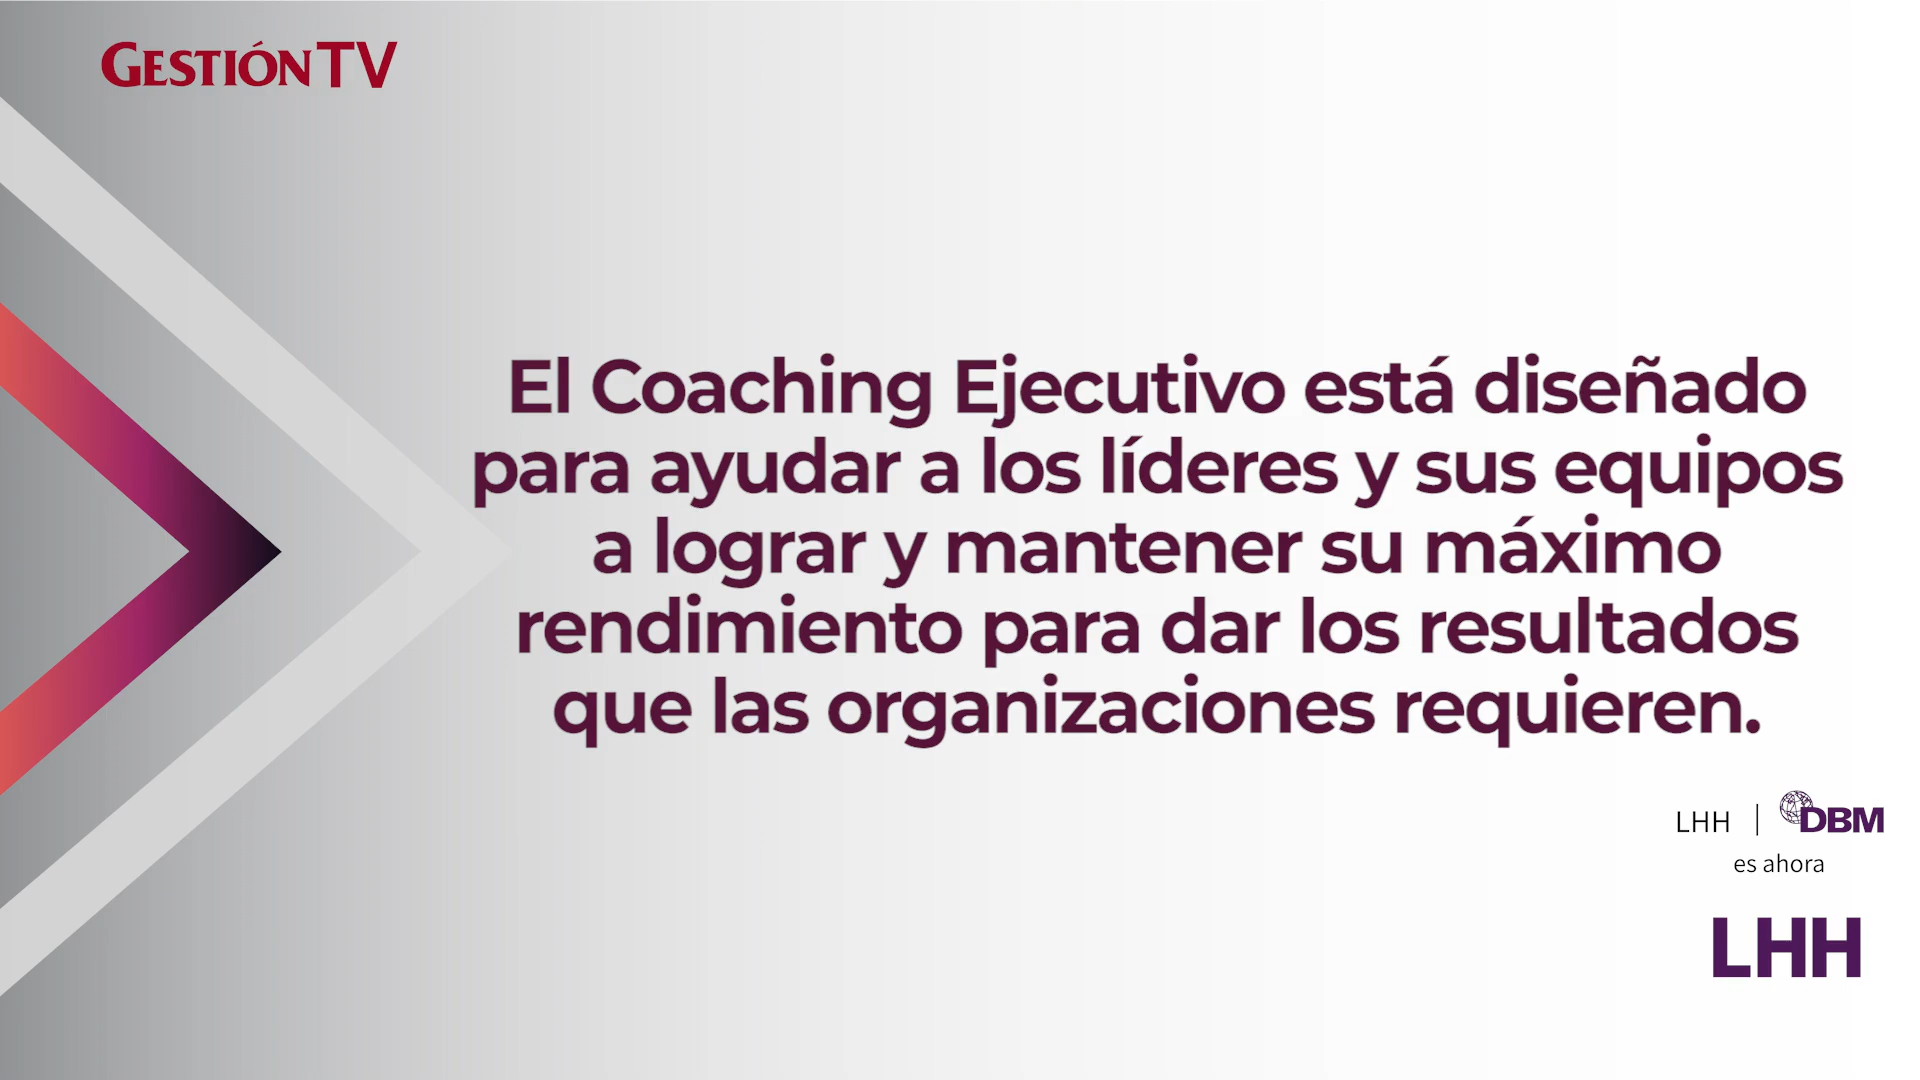 GESTIÓN TV
El Coaching Ejecutivo está diseñado
para ayudar a los líderes y sus equipos
a lograr y mantener su máximo
rendimiento para dar los resultados
que las organizaciones requieren.
LHH | DBM
es ahora
LHH